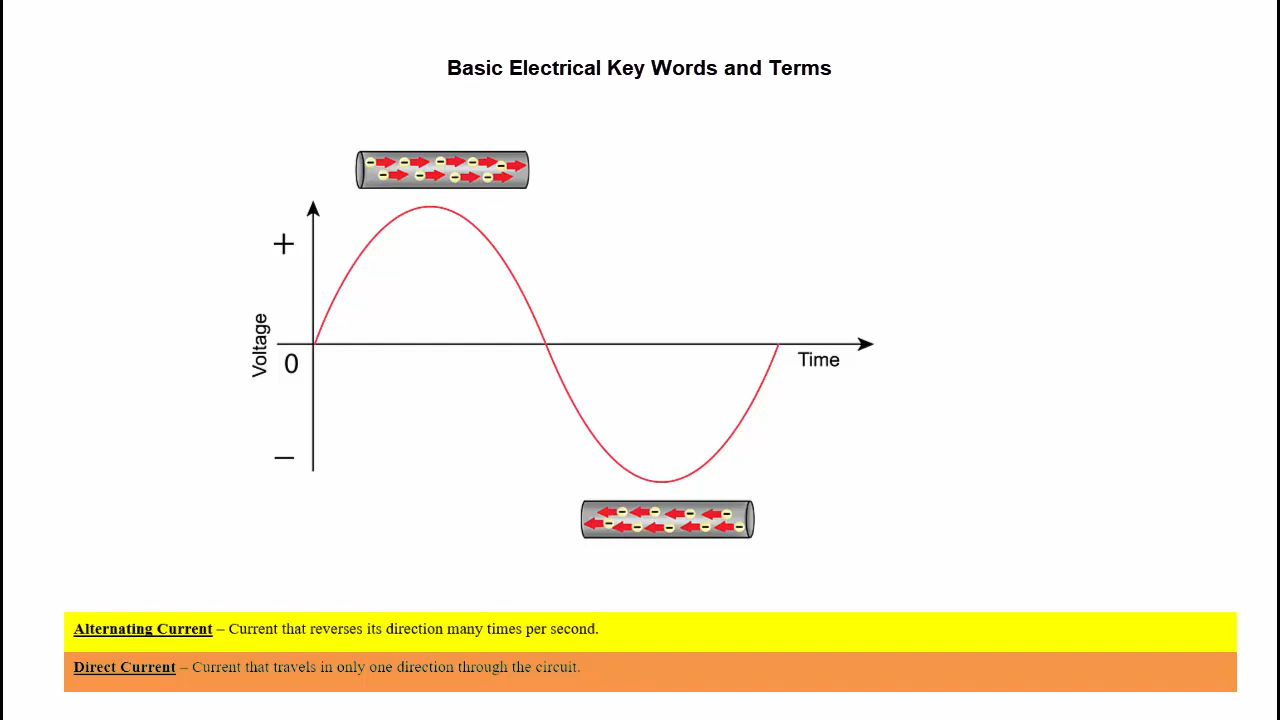 Basic Electrical Key Words and Terms
+
Voltage
0
Time
–
Alternating Current – Current that reverses its direction many times per second.
Direct Current – Current that travels in only one direction through the circuit.